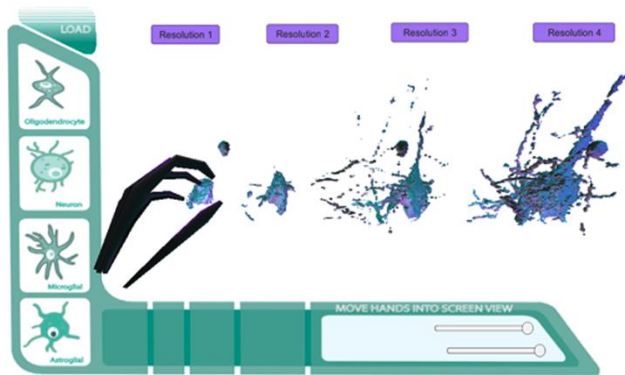 LOAD
Resolution 1
Resolution 2
Resolution 3
Resolution 4
Oligodendrocyte
Neuron
Microglial
Astroglial
MOVE HANDS INTO SCREEN VIEW